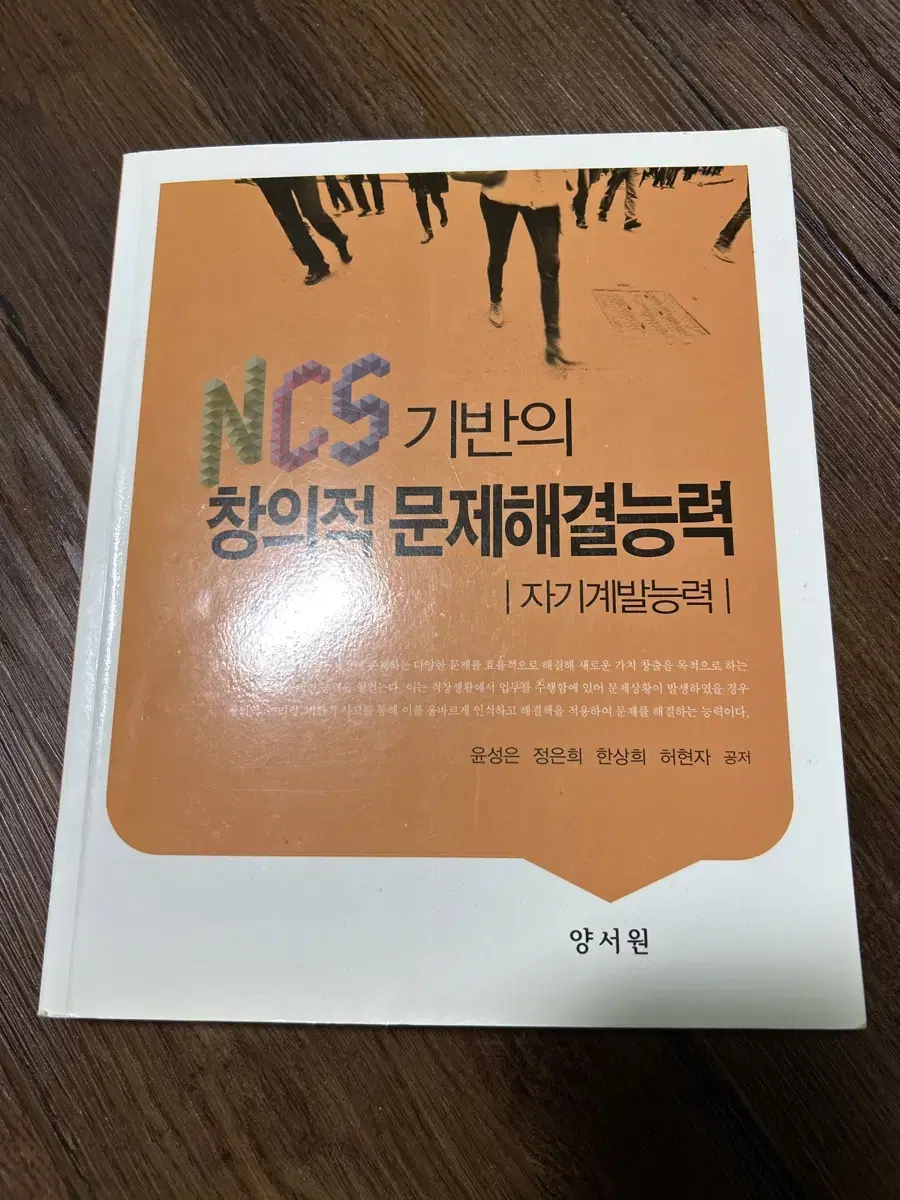 NCS 기반의
창의적 문제해결능력
| 자기계발능력 |
다양한 문제를 효율적으로 해결해 새로운 가치 창출을 목적으로 하는
이는 직장생활에서 업무를 수행함에 있어 문제상황이 발생하였을 경우
사고를 통해 이를 올바르게 인식하고 해결책을 적용하여 문제를 해결하는 능력이다.
윤성은 정은희 한상희 허현자 공저
양서원